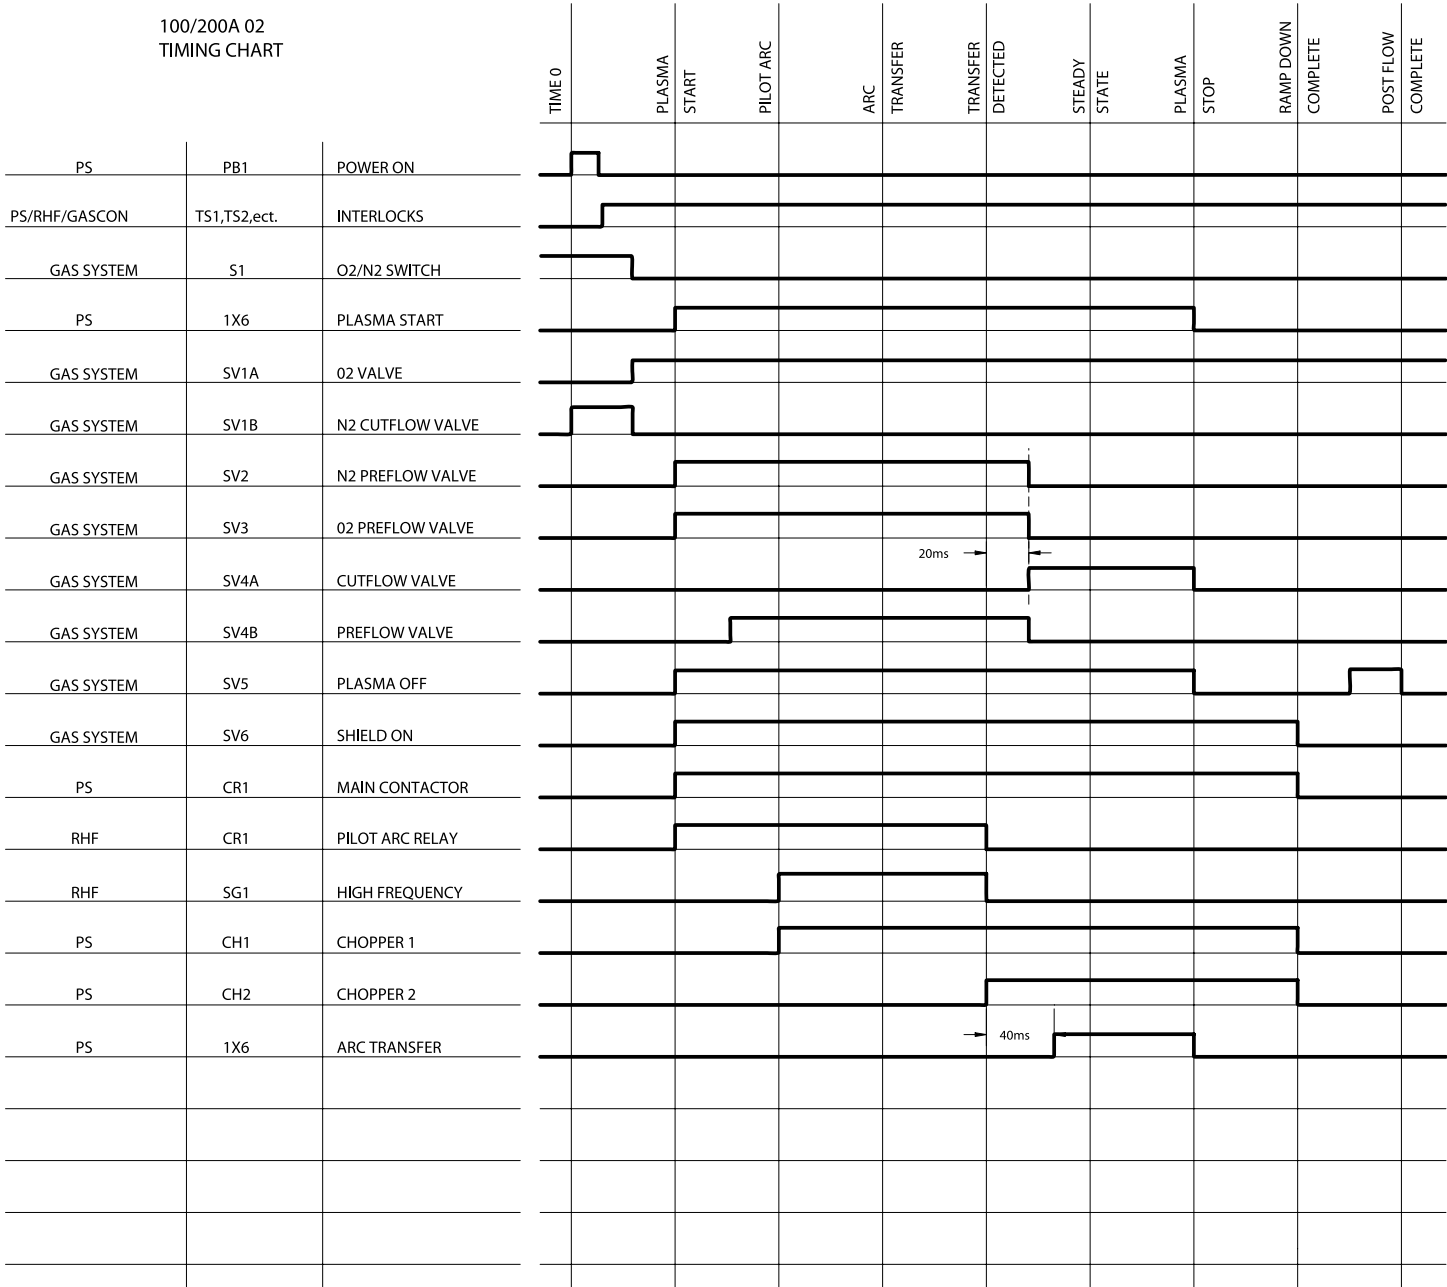 100/200A 02
TIMING CHART
TIME 0
PLASMA
START
PILOT ARC
ARC
TRANSFER
TRANSFER
DETECTED
STEADY
STATE
PLASMA
STOP
RAMP DOWN
COMPLETE
POST FLOW
COMPLETE
PS PB1 POWER ON
PS/RHF/GASCON TS1,TS2,ect. INTERLOCKS
GAS SYSTEM S1 O2/N2 SWITCH
PS 1X6 PLASMA START
GAS SYSTEM SV1A 02 VALVE
GAS SYSTEM SV1B N2 CUTFLOW VALVE
GAS SYSTEM SV2 N2 PREFLOW VALVE
GAS SYSTEM SV3 02 PREFLOW VALVE
20ms
GAS SYSTEM SV4A CUTFLOW VALVE
GAS SYSTEM SV4B PREFLOW VALVE
GAS SYSTEM SV5 PLASMA OFF
GAS SYSTEM SV6 SHIELD ON
PS CR1 MAIN CONTACTOR
RHF CR1 PILOT ARC RELAY
RHF SG1 HIGH FREQUENCY
PS CH1 CHOPPER 1
PS CH2 CHOPPER 2
40ms
PS 1X6 ARC TRANSFER